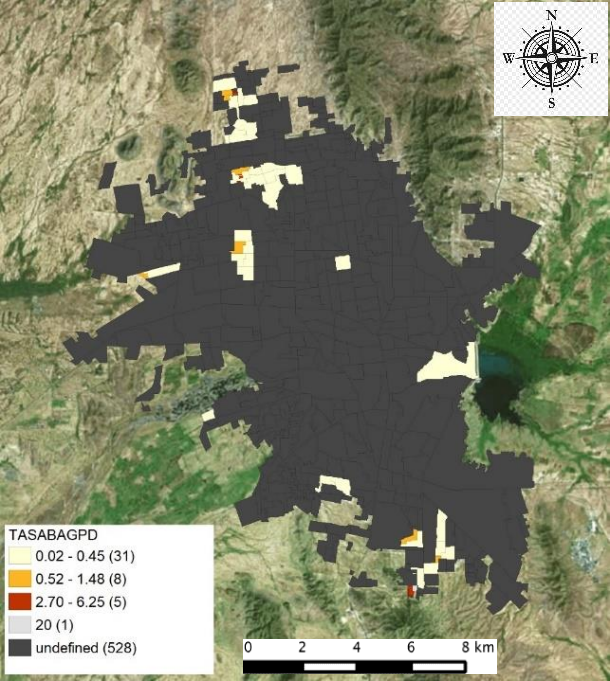 N
W E
S
TASABAGPD
0.02 - 0.45 (31)
0.52 - 1.48 (8)
2.70 - 6.25 (5)
20 (1)
undefined (528)
0 2 4 6 8 km